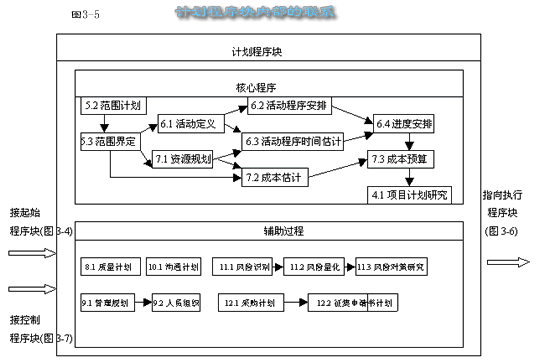 图3-5
计划程序块内部的联系
计划程序块
核心程序
5.2 范围计划
6.2 活动程序安排
6.1 活动定义
6.4 进度安排
5.3 范围界定
6.3 活动程序时间估计
7.1 资源规划
7.3 成本预算
7.2 成本估计
4.1 项目计划研究
接起始
程序块(图 3-4)
指向执行
程序块
(图 3-6)
辅助过程
8.1 质量计划
10.1 沟通计划
11.1 风险识别
11.2 风险量化
11.3 风险对策研究
9.1 管理规划
9.2 人员组织
12.1 采购计划
12.2 征集申请书计划
接控制
程序块(图 3-7)